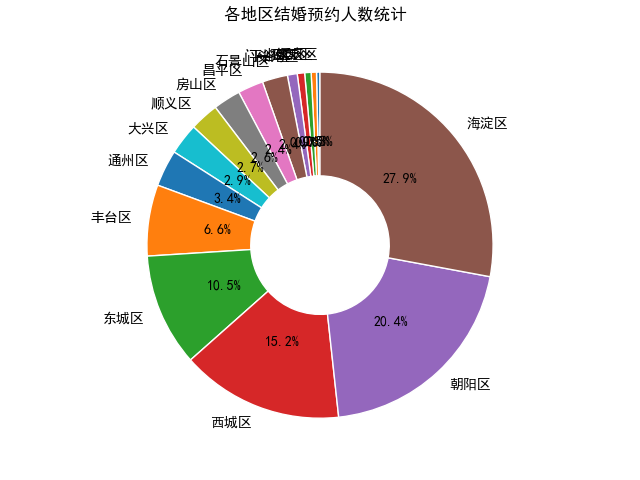 各地区结婚预约人数统计
海淀区
27.9%
朝阳区
20.4%
西城区
15.2%
东城区
10.5%
丰台区
6.6%
通州区
3.4%
大兴区
2.9%
顺义区
2.7%
房山区
2.6%
昌平区
2.4%
石景山区